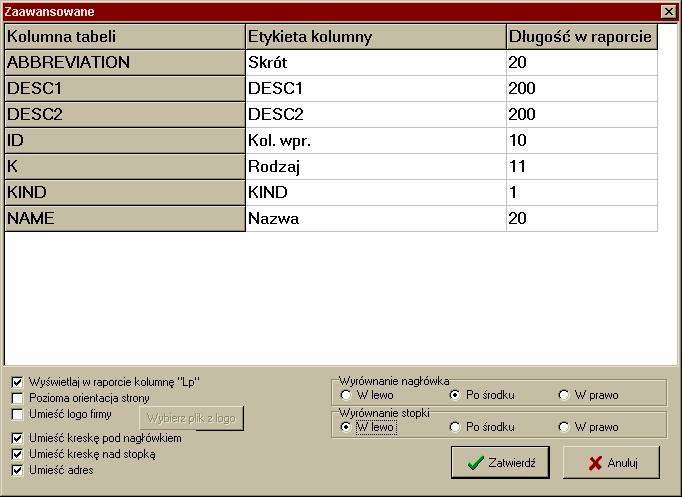 Zaawansowane
Kolumna tabeli Etykieta kolumny Długość w raporcie
ABBREVIATION Skrót 20
DESC1 DESC1 200
DESC2 DESC2 200
ID Kol. wpr. 10
K Rodzaj 11
KIND KIND 1
NAME Nazwa 20
Wyświetlaj w raporcie kolumnę "Lp"
Pozioma orientacja strony
Umieść logo firmy Wybierz plik z logo
Umieść kreskę pod nagłówkiem
Umieść kreskę nad stopką
Umieść adres
Wyrównanie nagłówka
W lewo Po środku W prawo
Wyrównanie stopki
W lewo Po środku W prawo
Zatwierdź Anuluj